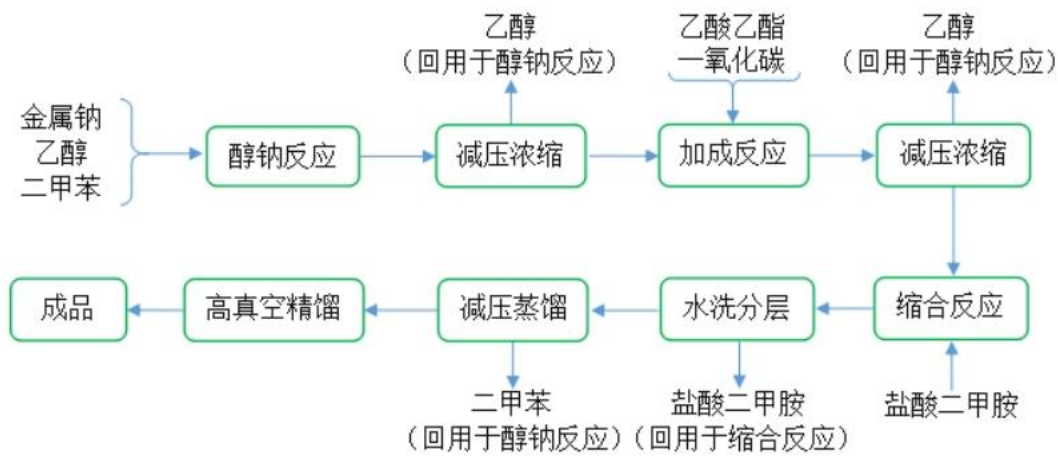 金属钠
乙醇
二甲苯
醇钠反应
乙醇
（回用于醇钠反应）
减压浓缩
乙酸乙酯
一氧化碳
加成反应
乙醇
（回用于醇钠反应）
减压浓缩
缩合反应
盐酸二甲胺
水洗分层
盐酸二甲胺
（回用于缩合反应）
减压蒸馏
二甲苯
（回用于醇钠反应）
高真空精馏
成品